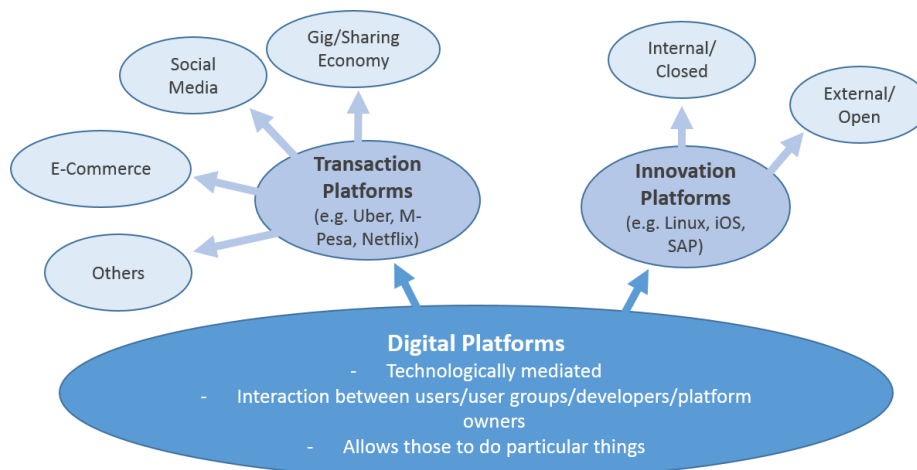 Gig/Sharing
Economy
Social
Media
E-Commerce
Others
Transaction
Platforms
(e.g. Uber, M-
Pesa, Netflix)
Internal/
Closed
External/
Open
Innovation
Platforms
(e.g. Linux, iOS,
SAP)
Digital Platforms
- Technologically mediated
- Interaction between users/user groups/developers/platform
owners
- Allows those to do particular things